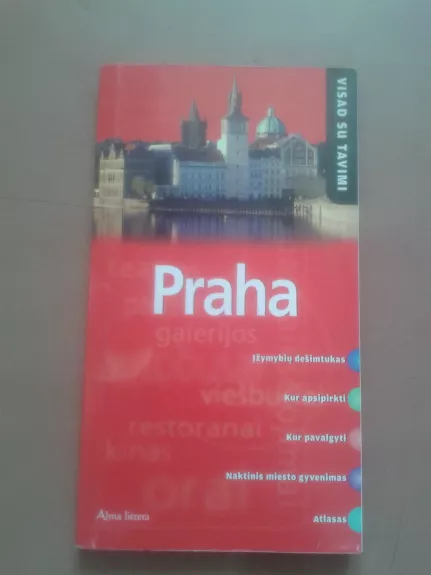 VISAD SU TAVIMI
Praha
galerijos
Įžymybių dešimtukas
Kur apsipirkti
viešbu
restoranai
Kur pavalgyti
kinas
Naktinis miesto gyvenimas
Alma littera
Atlasas